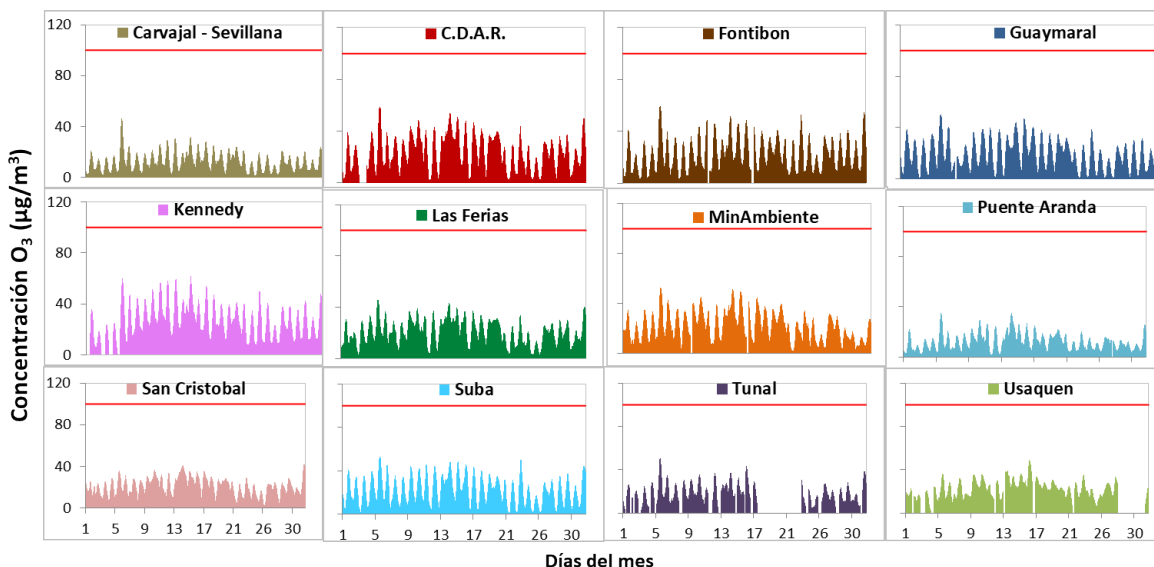 Concentración O3 (µg/m3)
120
80
40
0
Carvajal - Sevillana
C.D.A.R.
Fontibon
Guaymaral
120
80
40
0
Kennedy
Las Ferias
MinAmbiente
Puente Aranda
120
80
40
0
San Cristobal
Suba
Tunal
Usaquen
1 5 9 13 17 21 26 30
1 5 9 13 17 21 26 30
1 5 9 13 17 21 26 30
1 5 9 13 17 21 26 30
Días del mes